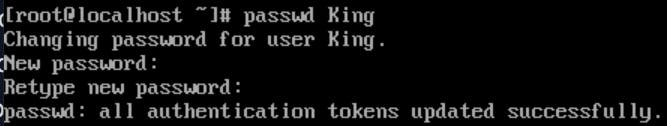 [root@localhost ~]# passwd King
Changing password for user King.
New password:
Retype new password:
passwd: all authentication tokens updated successfully.